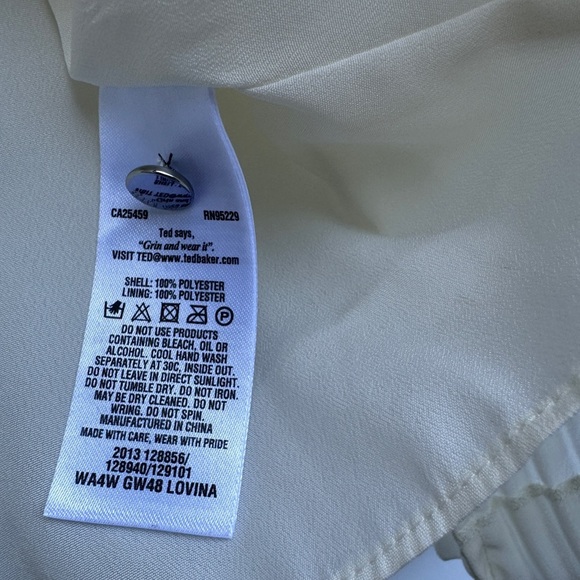 CA25459 RN95229
Ted says,
"Grin and wear it".
VISIT TED@www.tedbaker.com
SHELL: 100% POLYESTER
LINING: 100% POLYESTER
P
DO NOT USE PRODUCTS
CONTAINING BLEACH, OIL OR
ALCOHOL. COOL HAND WASH
SEPARATELY AT 30C, INSIDE OUT.
DO NOT LEAVE IN DIRECT SUNLIGHT.
DO NOT TUMBLE DRY. DO NOT IRON.
MAY BE DRY CLEANED. DO NOT
WRING. DO NOT SPIN.
MANUFACTURED IN CHINA
MADE WITH CARE, WEAR WITH PRIDE
2013 128856/
128940/129101
WA4W GW48 LOVINA